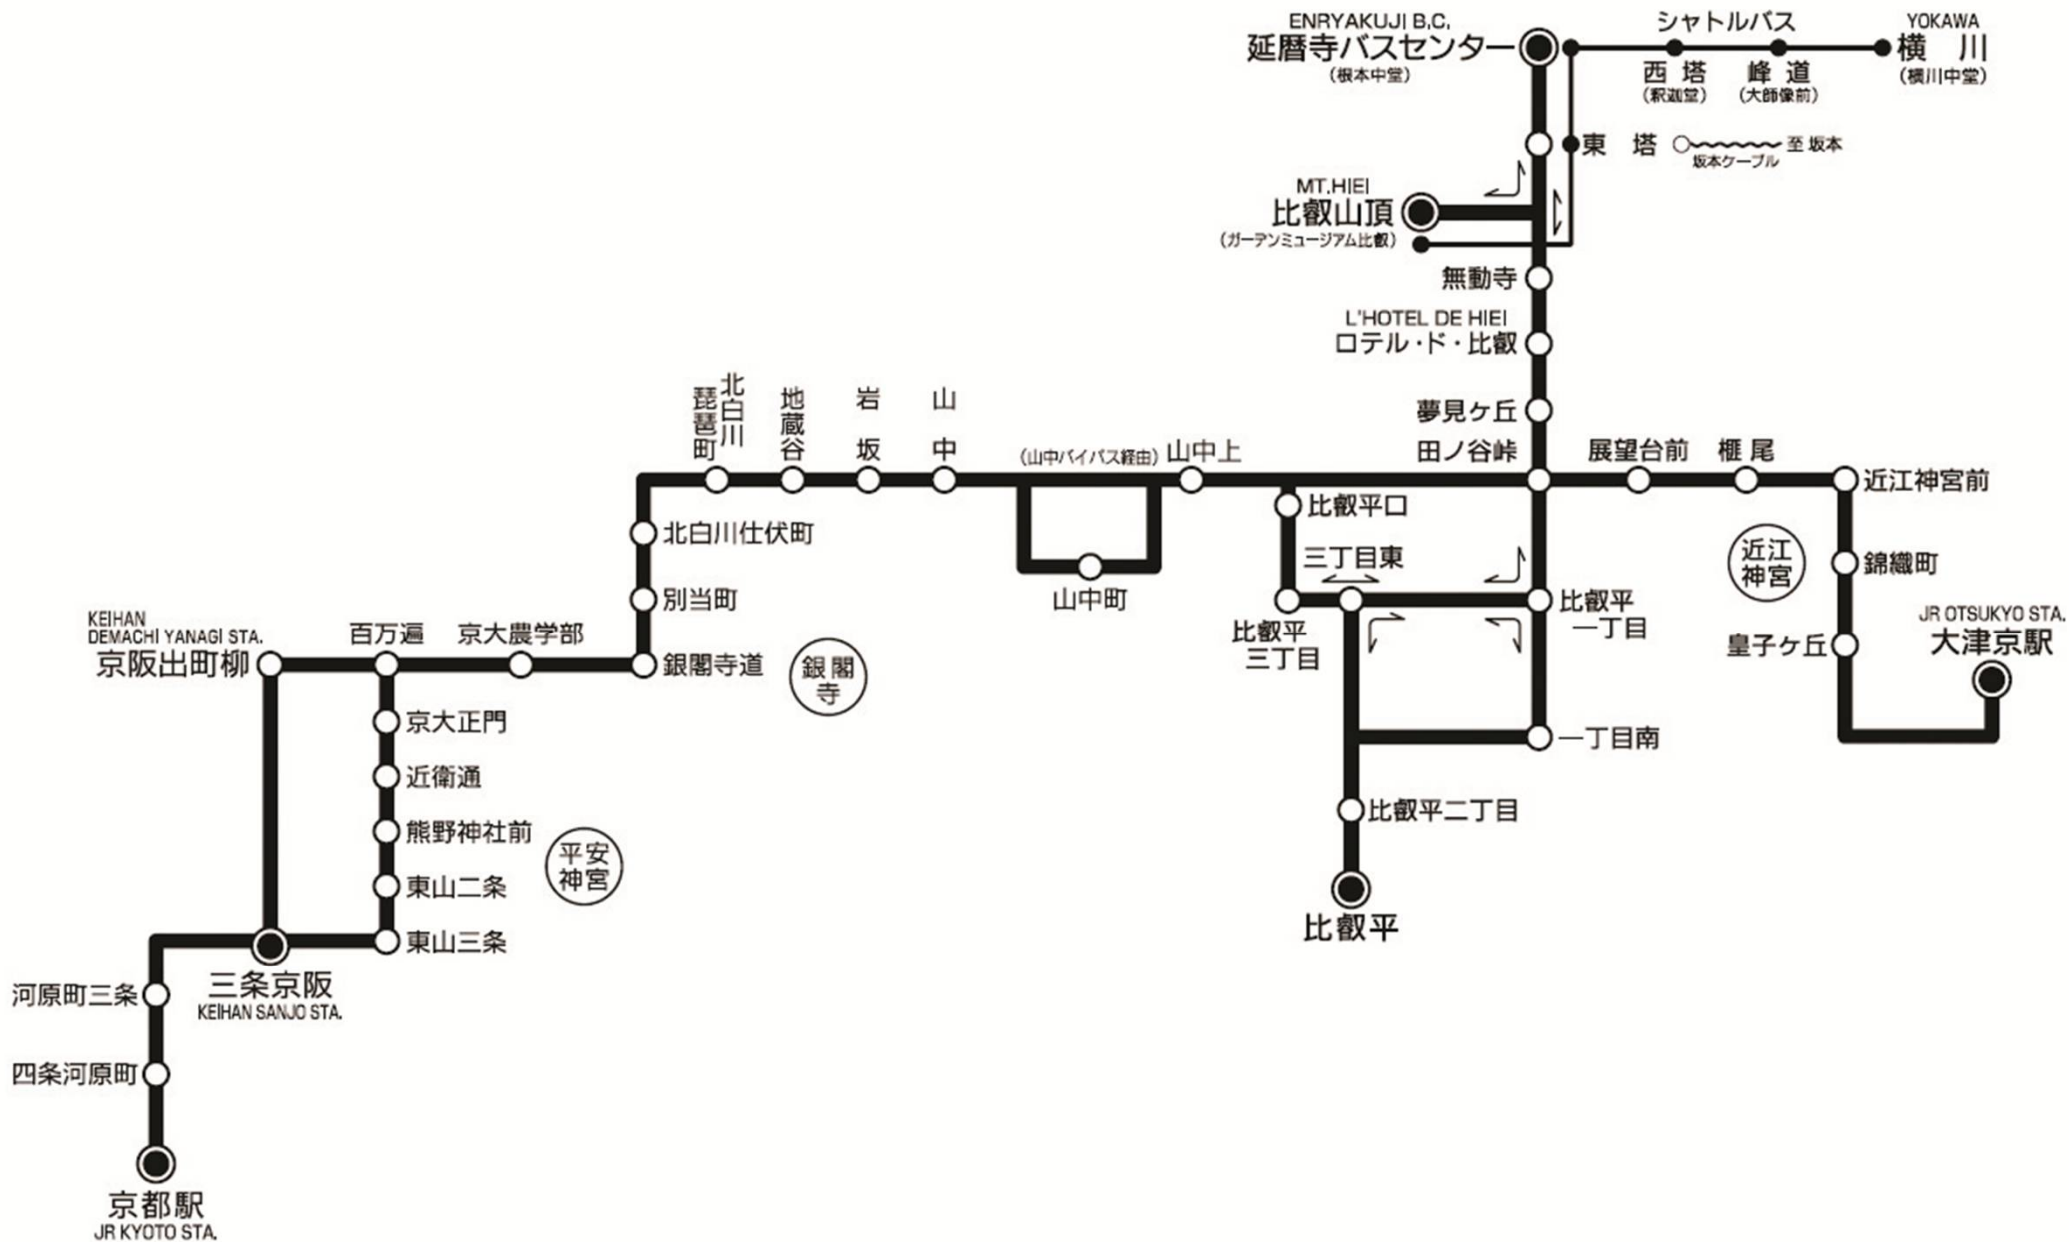 ENRYAKUJI B.C.
延暦寺バスセンター
(根本中堂)
シャトルバス
西塔
(釈迦堂)
峰道
(大師像前)
YOKAWA
横川
(横川中堂)
東塔
坂本ケーブル
至 坂本
MT.HIEI
比叡山頂
(ガーデンミュージアム比叡)
無動寺
L'HOTEL DE HIEI
ロテル・ド・比叡
夢見ヶ丘
田ノ谷峠
北白川
琵琶町
地蔵谷
岩坂
山中
(山中バイパス経由)
山中上
展望台前
榧尾
近江神宮前
北白川仕伏町
山中町
比叡平口
三丁目東
比叡平
三丁目
比叡平
一丁目
近江
神宮
錦織町
別当町
KEIHAN
DEMACHI YANAGI STA.
京阪出町柳
百万遍
京大農学部
銀閣寺道
銀閣
寺
皇子ヶ丘
JR OTSUKYO STA.
大津京駅
京大正門
近衛通
熊野神社前
東山二条
東山三条
平安
神宮
一丁目南
比叡平二丁目
比叡平
三条京阪
KEIHAN SANJO STA.
河原町三条
四条河原町
京都駅
JR KYOTO STA.